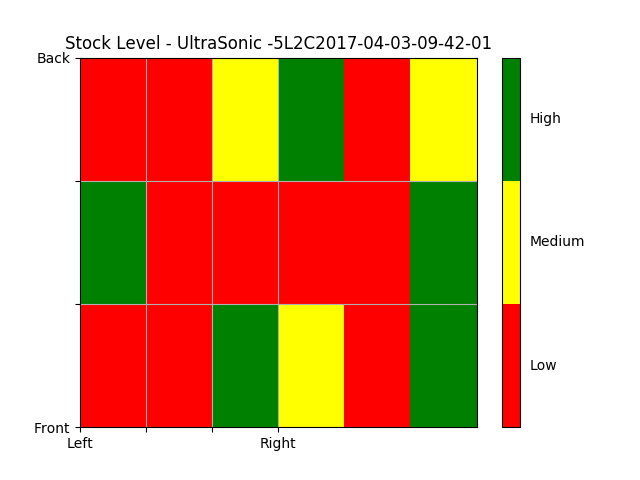 Stock Level - UltraSonic -5L2C2017-04-03-09-42-01
Back
High
Medium
Low
Front
Left
Right